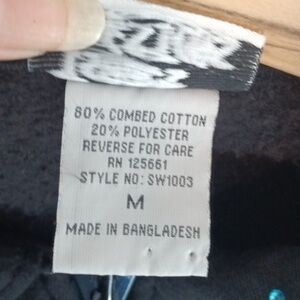 80% COMBED COTTON
20% POLYESTER
REVERSE FOR CARE
RN 125661
STYLE NO: SW1003
M
MADE IN BANGLADESH